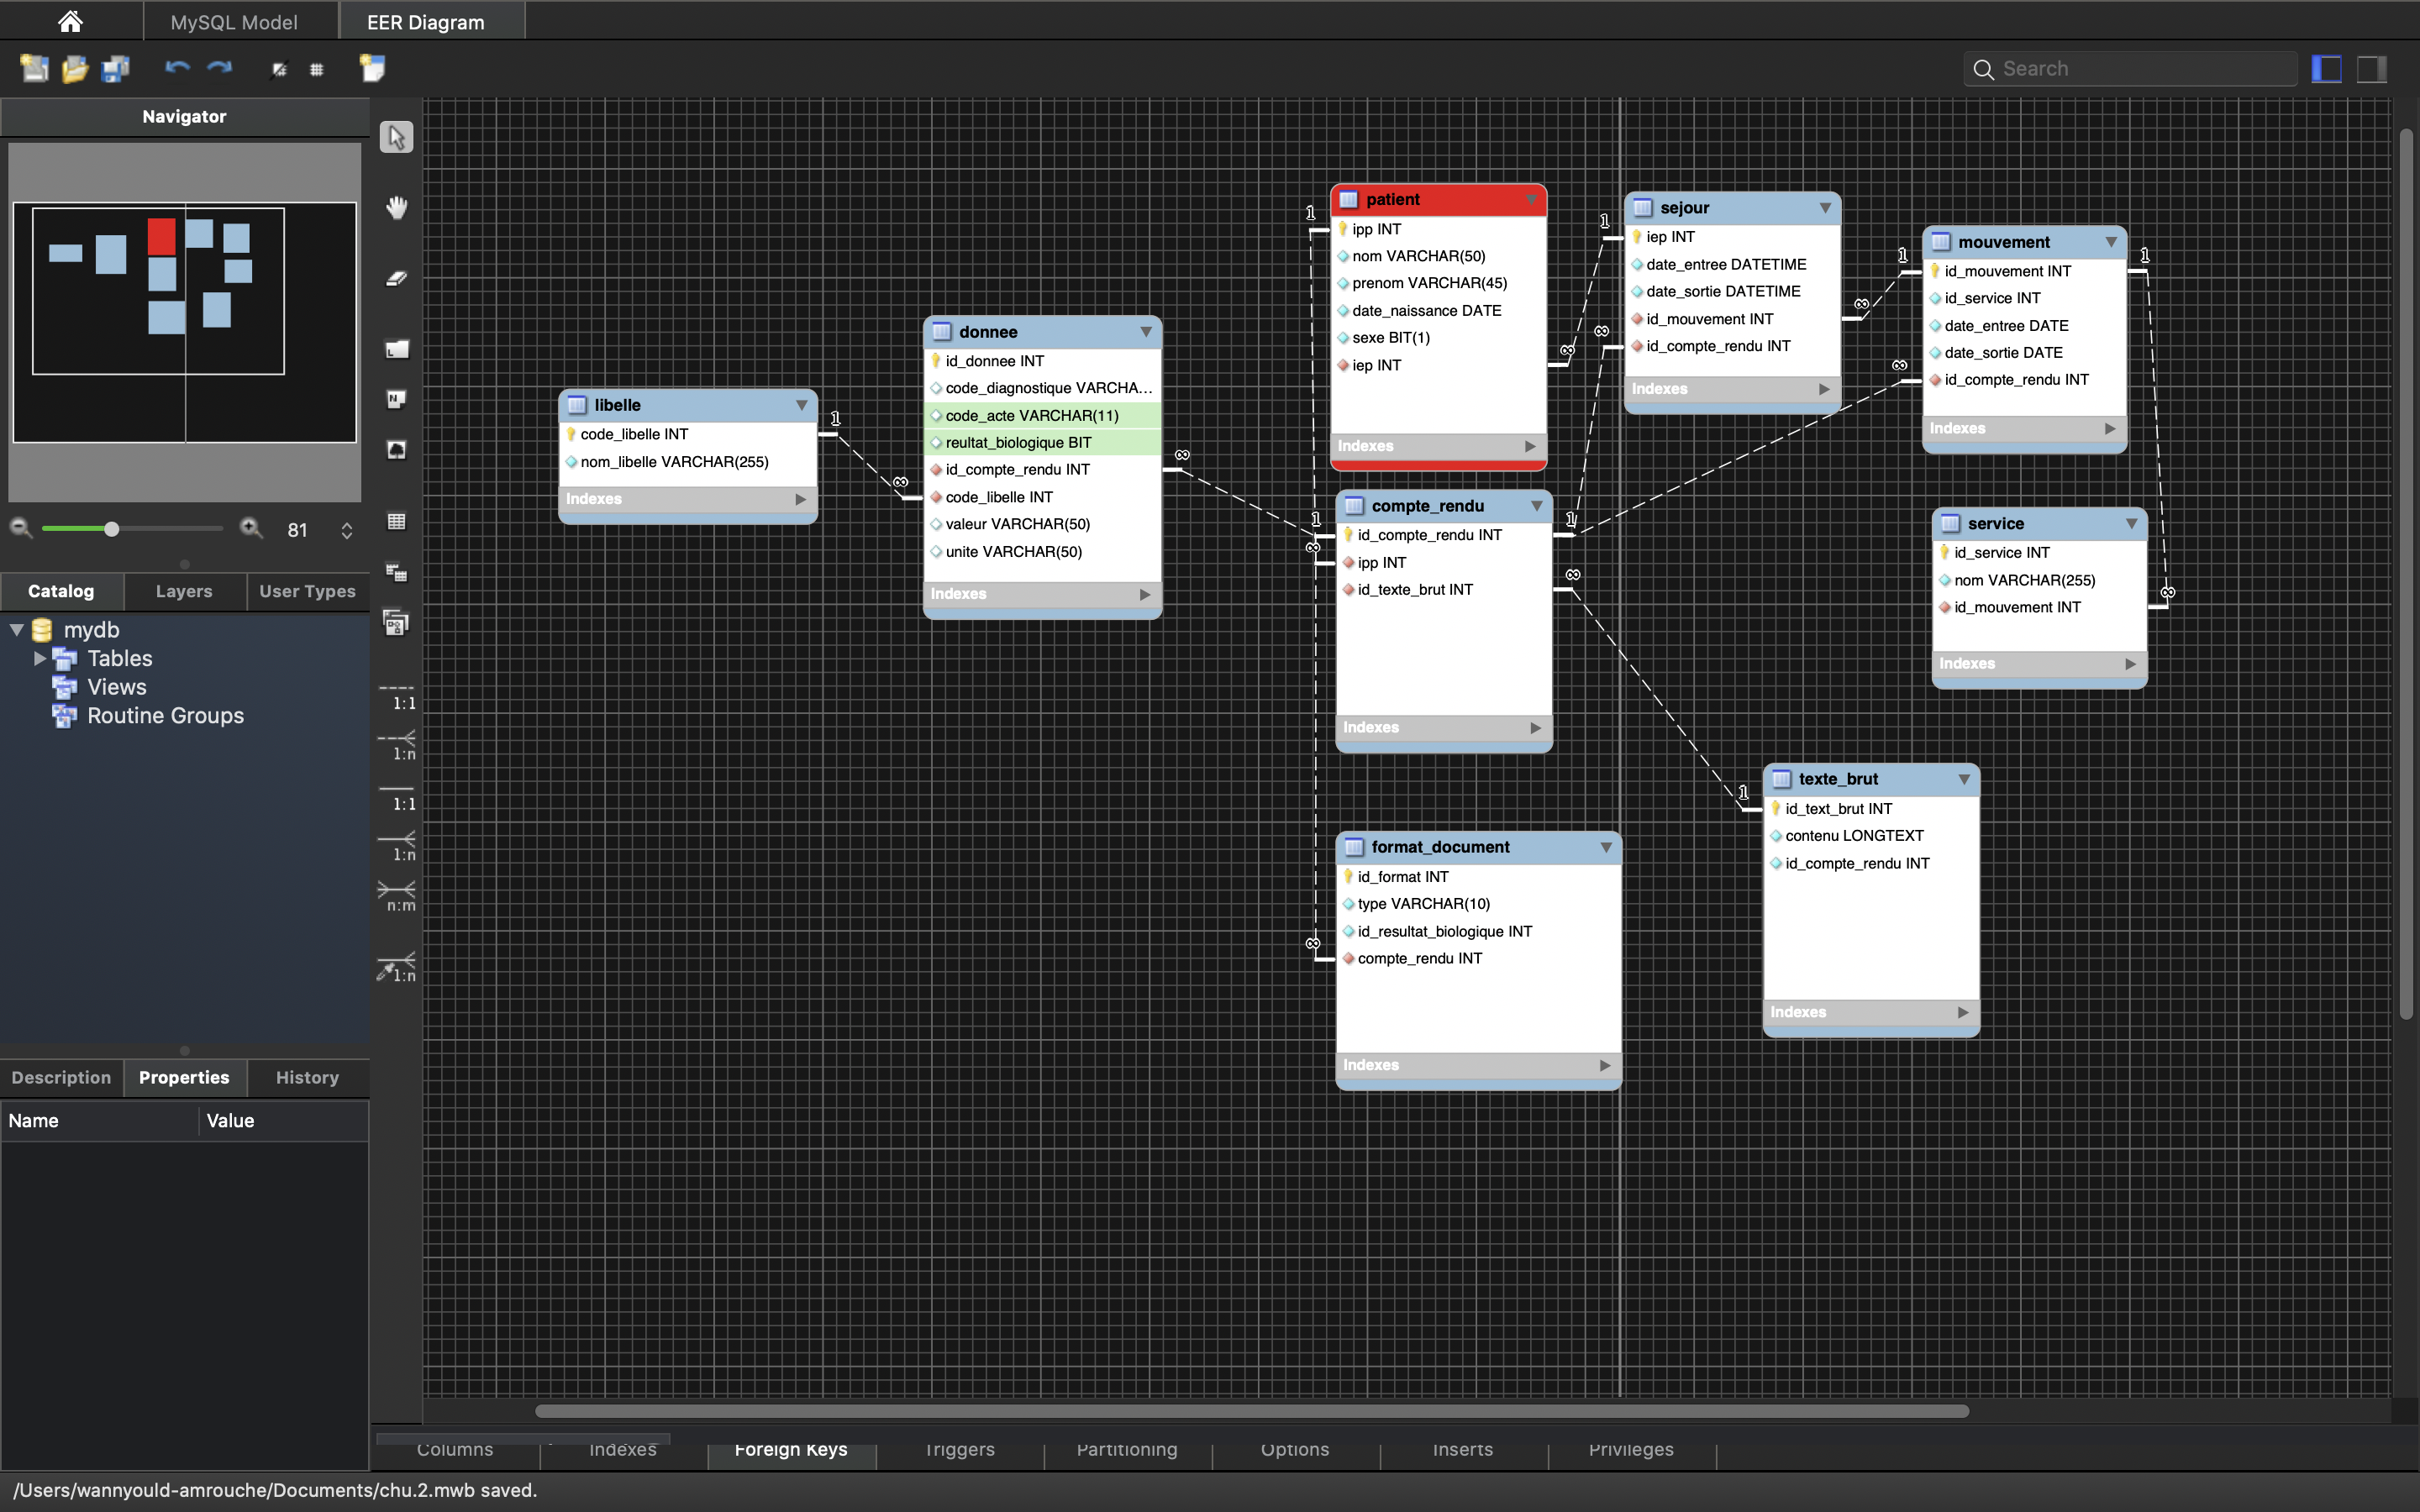 MySQL Model
EER Diagram
Search
Navigator
81
Catalog
Layers
User Types
mydb
Tables
Views
Routine Groups
Description
Properties
History
Name
Value
1:1
1:n
1:1
1:n
n:m
1:n
libelle
code_libelle INT
nom_libelle VARCHAR(255)
Indexes
1
∞
donnee
id_donnee INT
code_diagnostique VARCHA...
code_acte VARCHAR(11)
reultat_biologique BIT
id_compte_rendu INT
code_libelle INT
valeur VARCHAR(50)
unite VARCHAR(50)
Indexes
∞
1
patient
ipp INT
nom VARCHAR(50)
prenom VARCHAR(45)
date_naissance DATE
sexe BIT(1)
iep INT
Indexes
1
∞
sejour
iep INT
date_entree DATETIME
date_sortie DATETIME
id_mouvement INT
id_compte_rendu INT
Indexes
1
∞
∞
mouvement
id_mouvement INT
id_service INT
date_entree DATE
date_sortie DATE
id_compte_rendu INT
Indexes
1
∞
1
compte_rendu
id_compte_rendu INT
ipp INT
id_texte_brut INT
Indexes
1
∞
1
∞
service
id_service INT
nom VARCHAR(255)
id_mouvement INT
Indexes
∞
texte_brut
id_text_brut INT
contenu LONGTEXT
id_compte_rendu INT
Indexes
1
format_document
id_format INT
type VARCHAR(10)
id_resultat_biologique INT
compte_rendu INT
Indexes
∞
Columns
Indexes
Foreign Keys
Triggers
Partitioning
Options
Inserts
Privileges
/Users/wannyould-amrouche/Documents/chu.2.mwb saved.